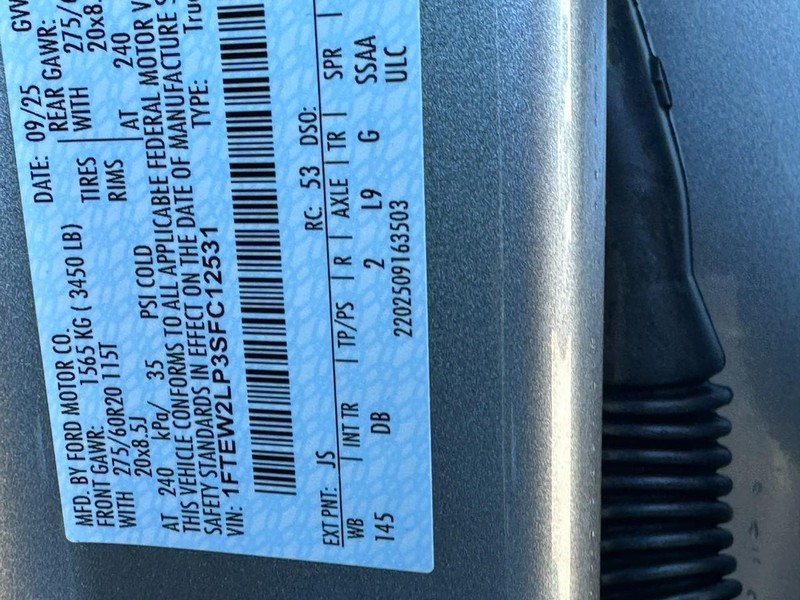 MFD. BY FORD MOTOR CO.
DATE: 09/25
FRONT GAWR: 1565 KG ( 3450 LB)
REAR GAWR:
WITH 275/60R20 115T TIRES WITH
20x8.5J RIMS
AT 240 kPa/ 35 PSI COLD AT 240
THIS VEHICLE CONFORMS TO ALL APPLICABLE FEDERAL MOTOR
SAFETY STANDARDS IN EFFECT ON THE DATE OF MANUFACTURE
VIN: 1FTEW2LP3SFC12531 TYPE:
EXT PNT: JS RC: 53 DSO:
WB | INT TR | TP/PS | R | AXLE | TR | SPR
145 DB 2 L9 G SSAA
2202509163503 ULC